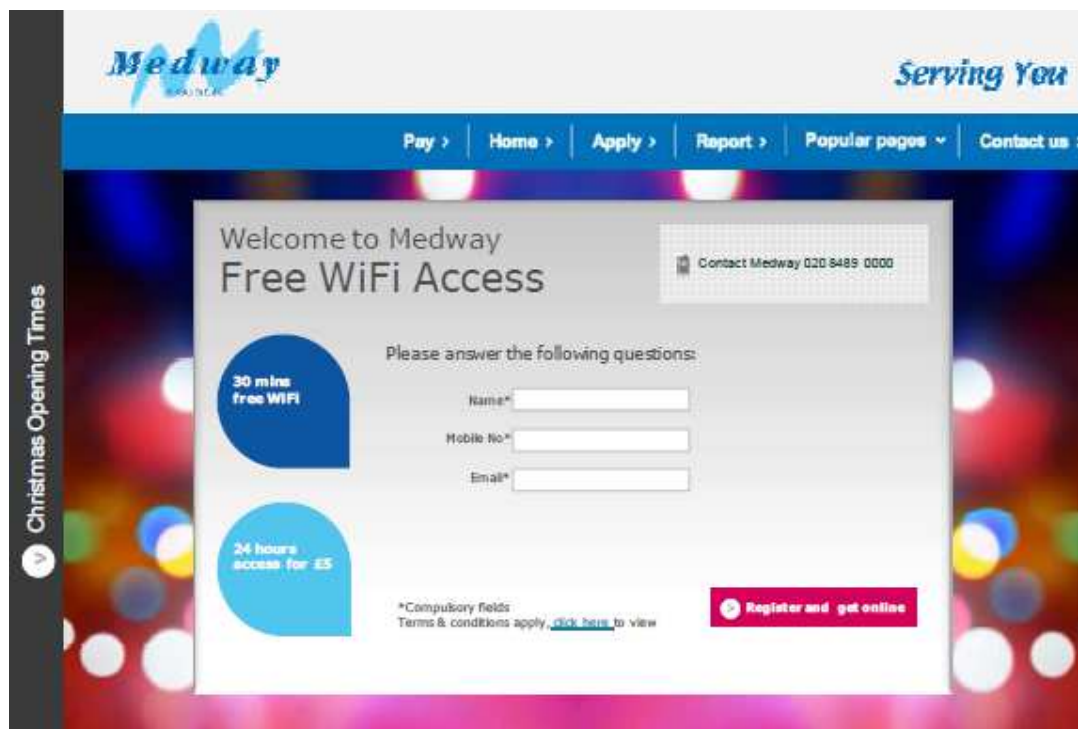 Medway
Serving You
Pay >
Home >
Apply >
Report >
Popular pages
Contact us
Christmas Opening Times
Welcome to Medway
Free WiFi Access
Contact Medway 020 8489 0000
30 mins
free WiFi
Please answer the following questions:
Name*
Mobile No*
Email*
24 hours
access for £5
*Compulsory fields
Terms & conditions apply, click here to view
Register and get online